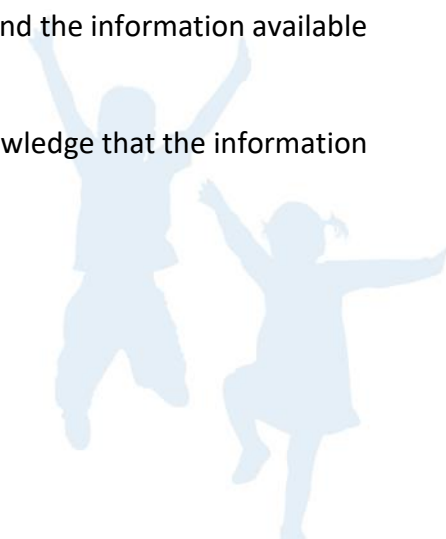 nd the information available
wledge that the information